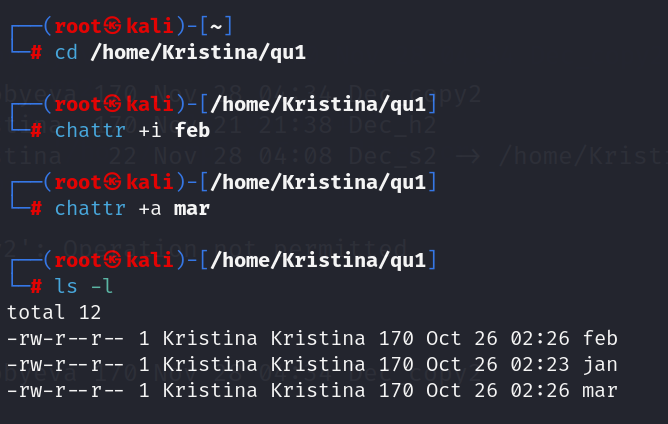 ┌──(root㉿kali)-[~]
└─# cd /home/Kristina/qu1
┌──(root㉿kali)-[/home/Kristina/qu1]
└─# chattr +i feb
┌──(root㉿kali)-[/home/Kristina/qu1]
└─# chattr +a mar
┌──(root㉿kali)-[/home/Kristina/qu1]
└─# ls -l
total 12
-rw-r--r-- 1 Kristina Kristina 170 Oct 26 02:26 feb
-rw-r--r-- 1 Kristina Kristina 170 Oct 26 02:23 jan
-rw-r--r-- 1 Kristina Kristina 170 Oct 26 02:26 mar